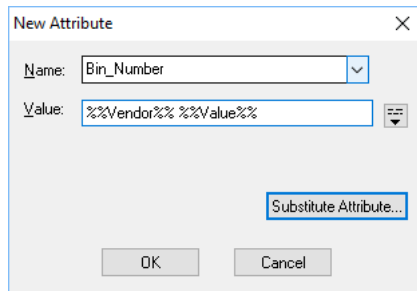 New Attribute
Name: Bin_Number
Value: %%Vendor%% %%Value%%
Substitute Attribute...
OK Cancel